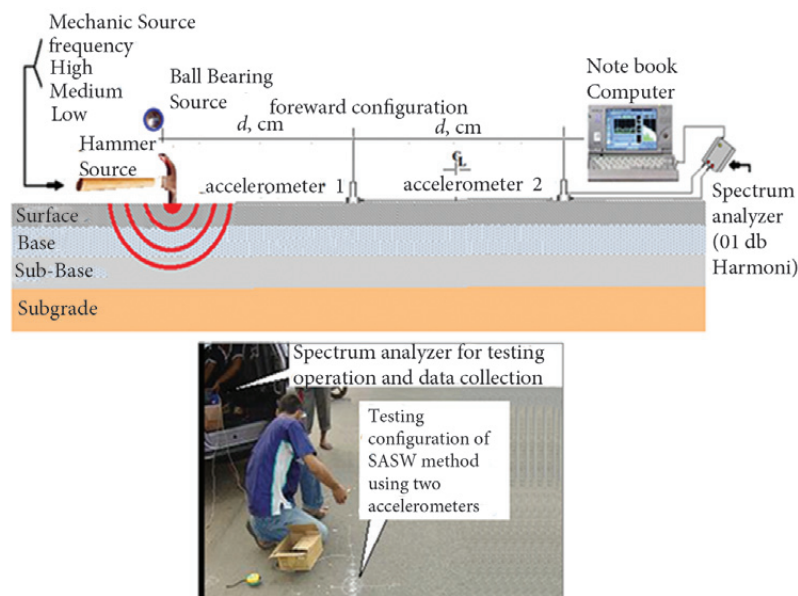 Mechanic Source
frequency
High
Medium
Low
Ball Bearing
Source
Hammer
Source
foreward configuration
d, cm
d, cm
accelerometer 1
CL
accelerometer 2
Note book
Computer
Spectrum
analyzer
(01 db
Harmoni)
Surface
Base
Sub-Base
Subgrade
Spectrum analyzer for testing
operation and data collection
Testing
configuration of
SASW method
using two
accelerometers